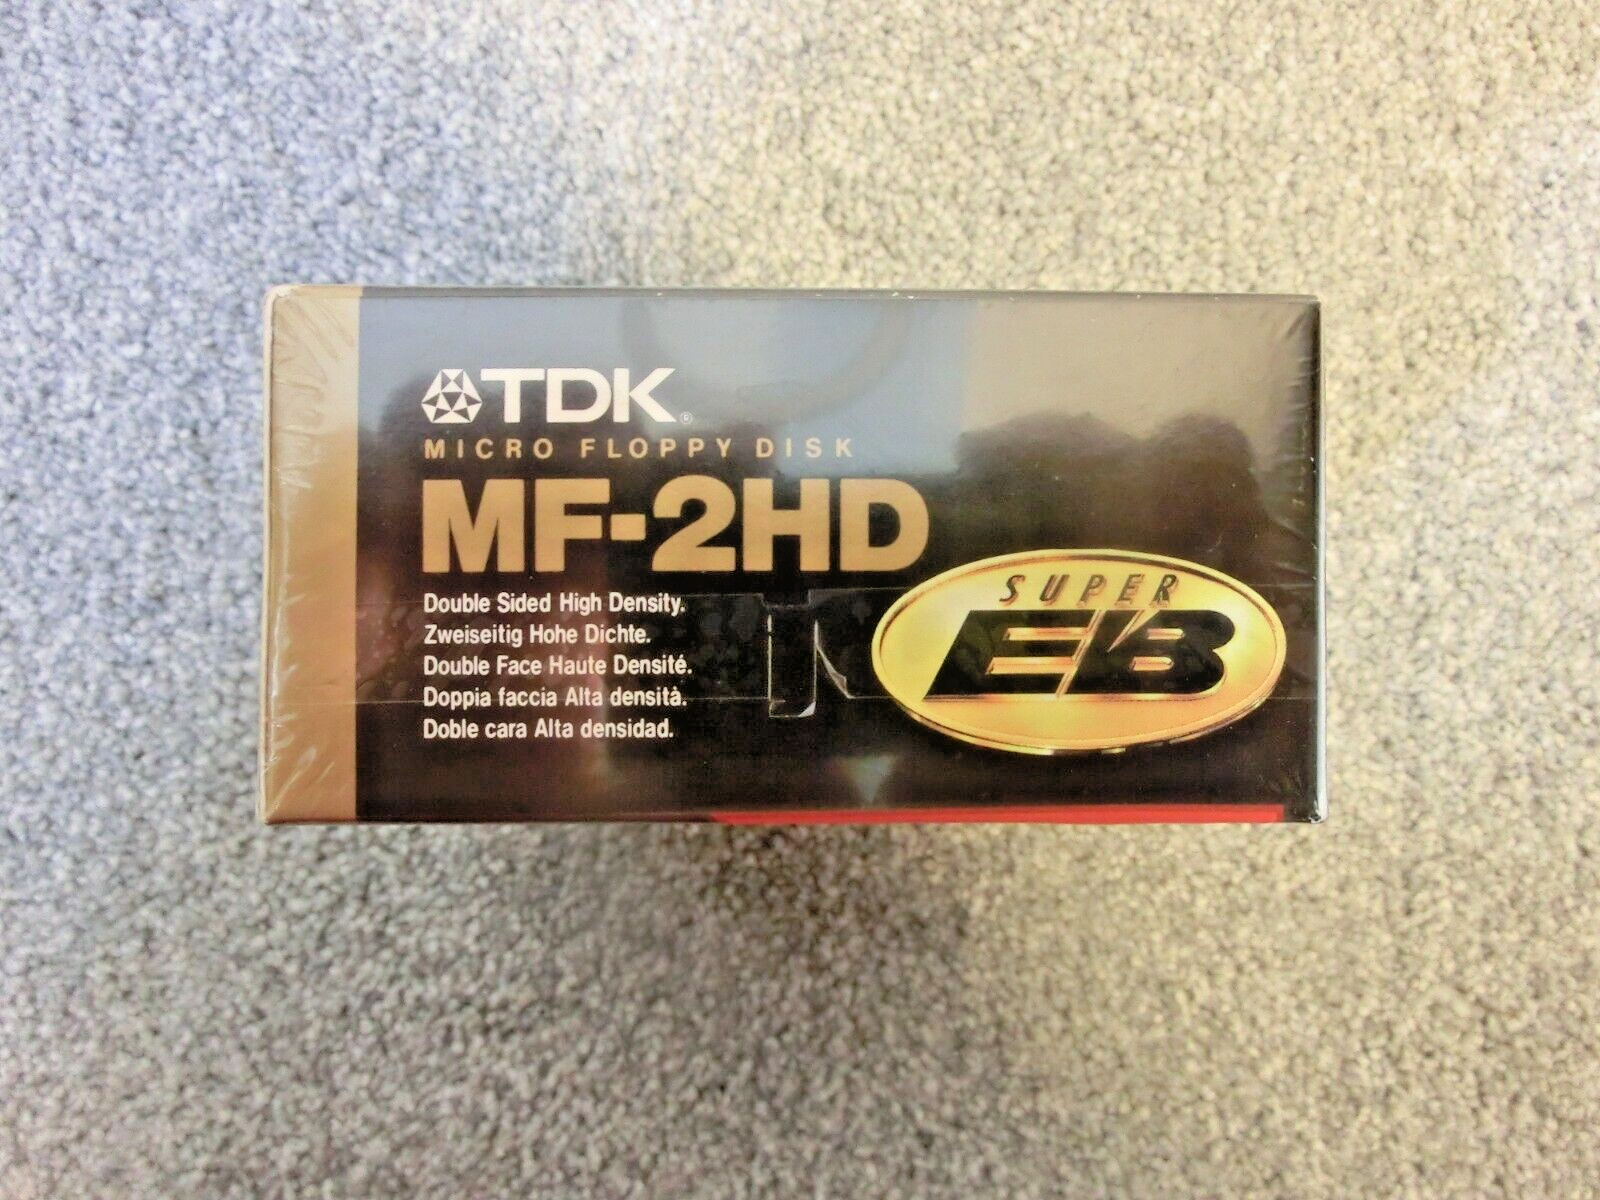 TDK®
MICRO FLOPPY DISK
MF-2HD
Double Sided High Density.
Zweiseitig Hohe Dichte.
Double Face Haute Densité.
Doppia faccia Alta densità.
Doble cara Alta densidad.
SUPER
EB